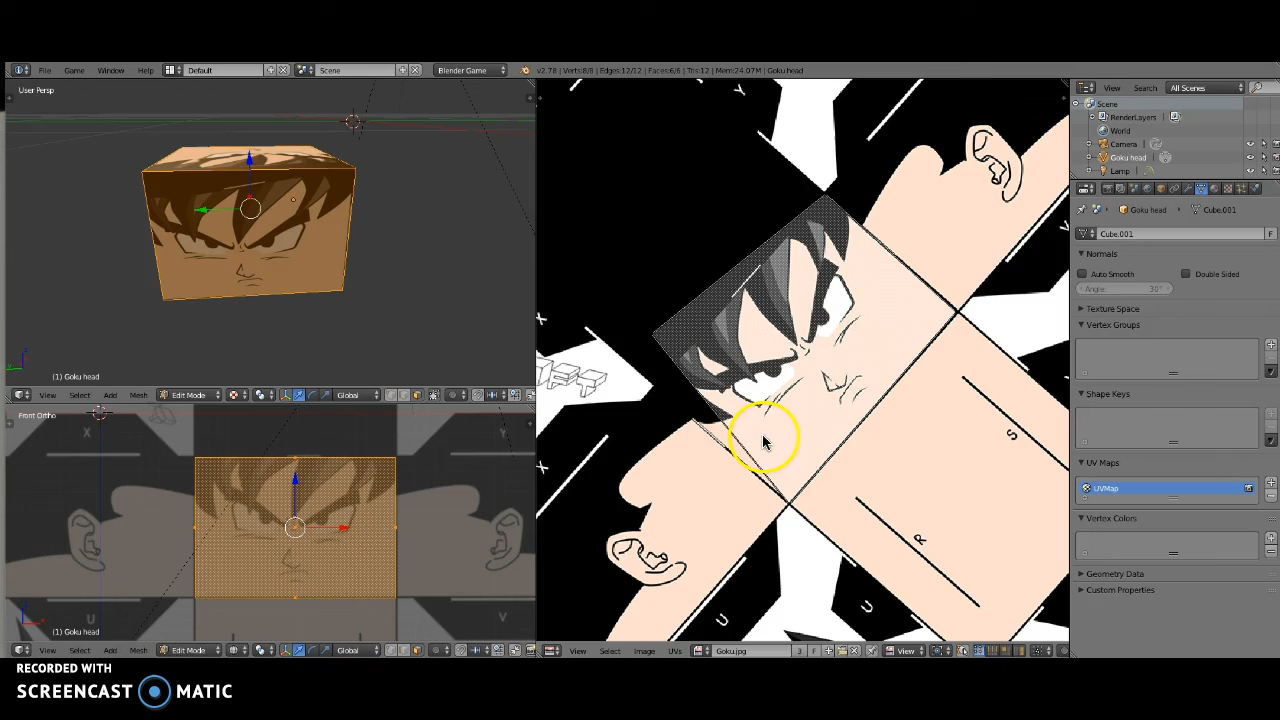 File Game Window Help Default Scene Blender Game v2.78 | Verts:8/8 | Edges:12/12 | Faces:6/6 | Tris:12 | Mem:24.07M | Goku head
User Persp
View Search All Scenes
Scene
RenderLayers
World
Camera
Goku head
Lamp
Goku head Cube.001
Cube.001 F
Normals
Auto Smooth Double Sided
Angle: 30°
Texture Space
Vertex Groups
Shape Keys
UV Maps
UVMap
Vertex Colors
Geometry Data
Custom Properties
(1) Goku head
View Select Add Mesh Edit Mode Global
Front Ortho
X Y
U V
(1) Goku head
View Select Add Mesh Edit Mode Global
Y
X
X
S
R
U
U
View Select Image UVs Goku.jpg 3 F View
RECORDED WITH
SCREENCAST MATIC